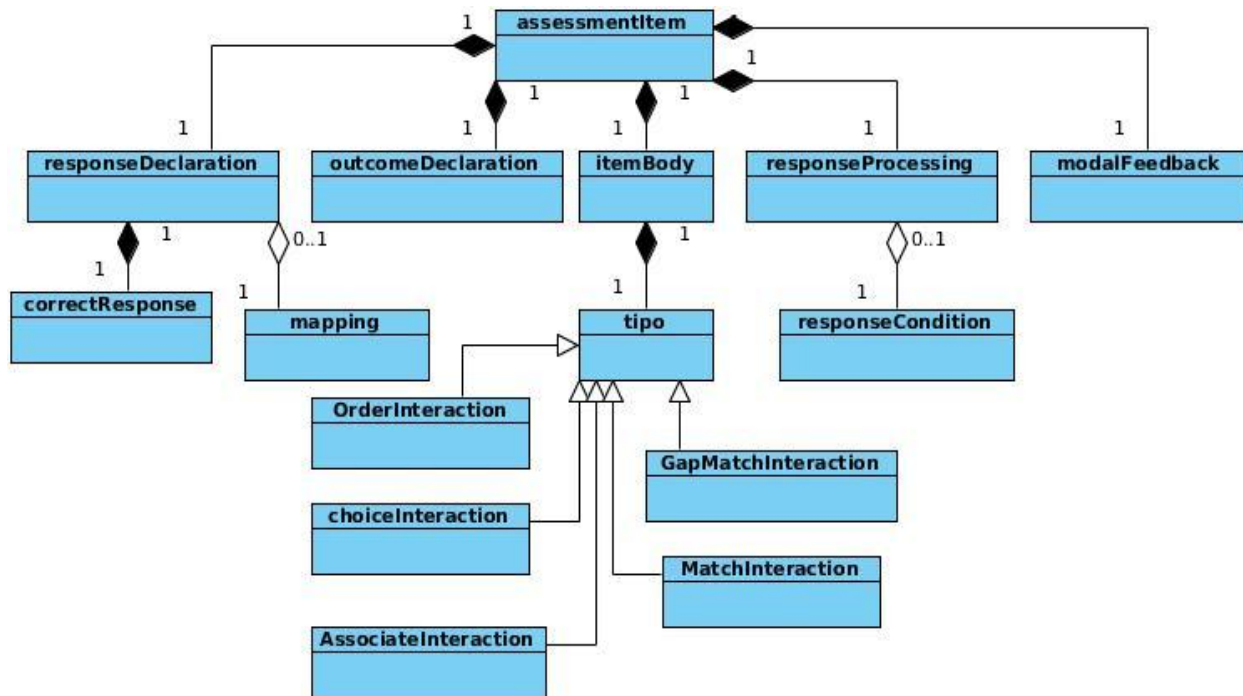 assessmentItem
1
1
1
1
1
1
1
1
1
1
responseDeclaration
outcomeDeclaration
itemBody
responseProcessing
modalFeedback
1
0..1
1
0..1
1
1
1
1
correctResponse
mapping
tipo
responseCondition
OrderInteraction
GapMatchInteraction
choiceInteraction
MatchInteraction
AssociateInteraction